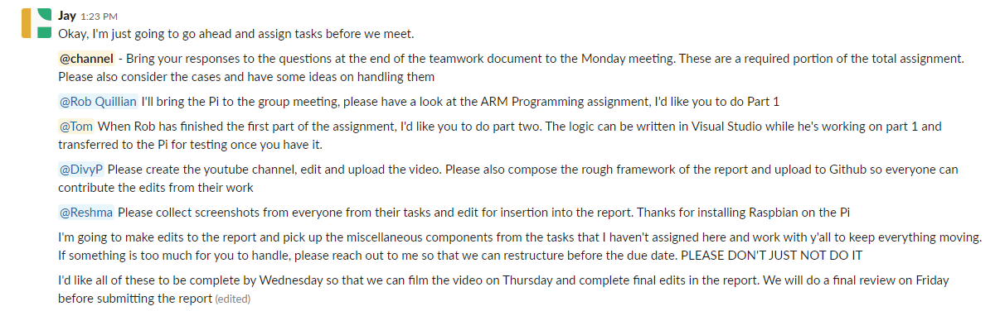 Jay 1:23 PM
Okay, I'm just going to go ahead and assign tasks before we meet.
@channel - Bring your responses to the questions at the end of the teamwork document to the Monday meeting. These are a required portion of the total assignment.
Please also consider the cases and have some ideas on handling them
@Rob Quillian I'll bring the Pi to the group meeting, please have a look at the ARM Programming assignment, I'd like you to do Part 1
@Tom When Rob has finished the first part of the assignment, I'd like you to do part two. The logic can be written in Visual Studio while he's working on part 1 and
transferred to the Pi for testing once you have it.
@DivyP Please create the youtube channel, edit and upload the video. Please also compose the rough framework of the report and upload to Github so everyone can
contribute the edits from their work
@Reshma Please collect screenshots from everyone from their tasks and edit for insertion into the report. Thanks for installing Raspbian on the Pi
I'm going to make edits to the report and pick up the miscellaneous components from the tasks that I haven't assigned here and work with y'all to keep everything moving.
If something is too much for you to handle, please reach out to me so that we can restructure before the due date. PLEASE DON'T JUST NOT DO IT
I'd like all of these to be complete by Wednesday so that we can film the video on Thursday and complete final edits in the report. We will do a final review on Friday
before submitting the report (edited)